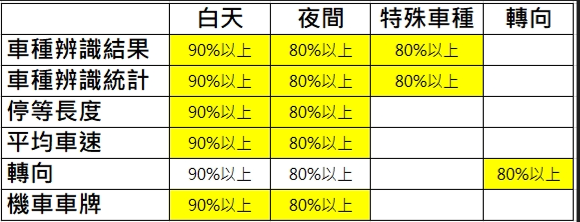 白天 夜間 特殊車種 轉向
車種辨識結果 90%以上 80%以上 80%以上
車種辨識統計 90%以上 80%以上 80%以上
停等長度 90%以上 80%以上
平均車速 90%以上 80%以上
轉向 90%以上 80%以上 80%以上
機車車牌 90%以上 80%以上